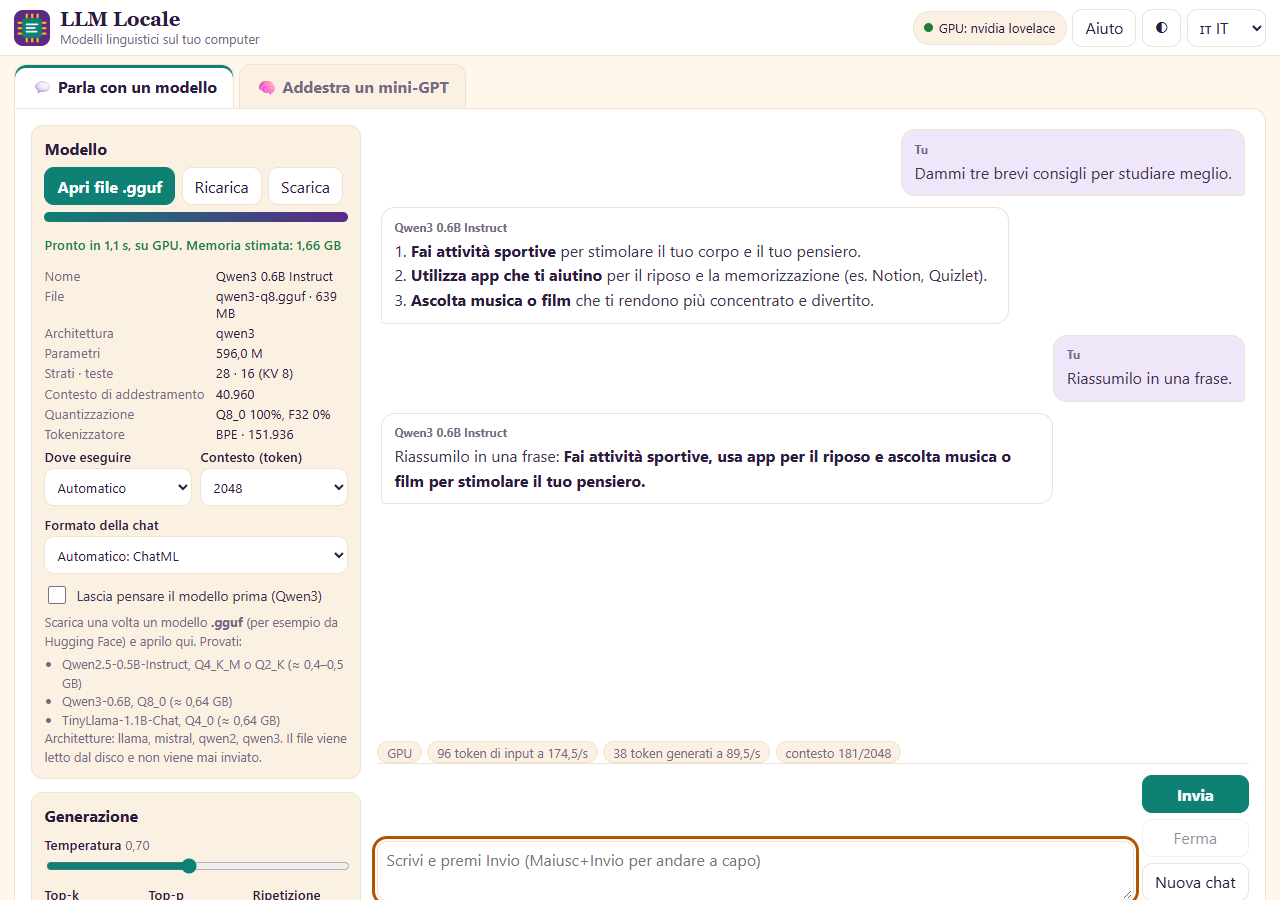 LLM Locale
Modelli linguistici sul tuo computer
GPU: nvidia lovelace
Aiuto
IT IT
Parla con un modello
Addestra un mini-GPT
Modello
Apri file .gguf
Ricarica
Scarica
Pronto in 1,1 s, su GPU. Memoria stimata: 1,66 GB
Nome Qwen3 0.6B Instruct
File qwen3-q8.gguf · 639
MB
Architettura qwen3
Parametri 596,0 M
Strati · teste 28 · 16 (KV 8)
Contesto di addestramento 40.960
Quantizzazione Q8_0 100%, F32 0%
Tokenizzatore BPE · 151.936
Dove eseguire Contesto (token)
Automatico 2048
Formato della chat
Automatico: ChatML
Lascia pensare il modello prima (Qwen3)
Scarica una volta un modello .gguf (per esempio da
Hugging Face) e aprilo qui. Provati:
• Qwen2.5-0.5B-Instruct, Q4_K_M o Q2_K (≈ 0,4–0,5
GB)
• Qwen3-0.6B, Q8_0 (≈ 0,64 GB)
• TinyLlama-1.1B-Chat, Q4_0 (≈ 0,64 GB)
Architetture: llama, mistral, qwen2, qwen3. Il file viene
letto dal disco e non viene mai inviato.
Generazione
Temperatura 0,70
Top-k Top-p Ripetizione
Tu
Dammi tre brevi consigli per studiare meglio.
Qwen3 0.6B Instruct
1. Fai attività sportive per stimolare il tuo corpo e il tuo pensiero.
2. Utilizza app che ti aiutino per il riposo e la memorizzazione (es. Notion, Quizlet).
3. Ascolta musica o film che ti rendono più concentrato e divertito.
Tu
Riassumilo in una frase.
Qwen3 0.6B Instruct
Riassumilo in una frase: Fai attività sportive, usa app per il riposo e ascolta musica o
film per stimolare il tuo pensiero.
GPU
96 token di input a 174,5/s
38 token generati a 89,5/s
contesto 181/2048
Scrivi e premi Invio (Maiusc+Invio per andare a capo)
Invia
Ferma
Nuova chat